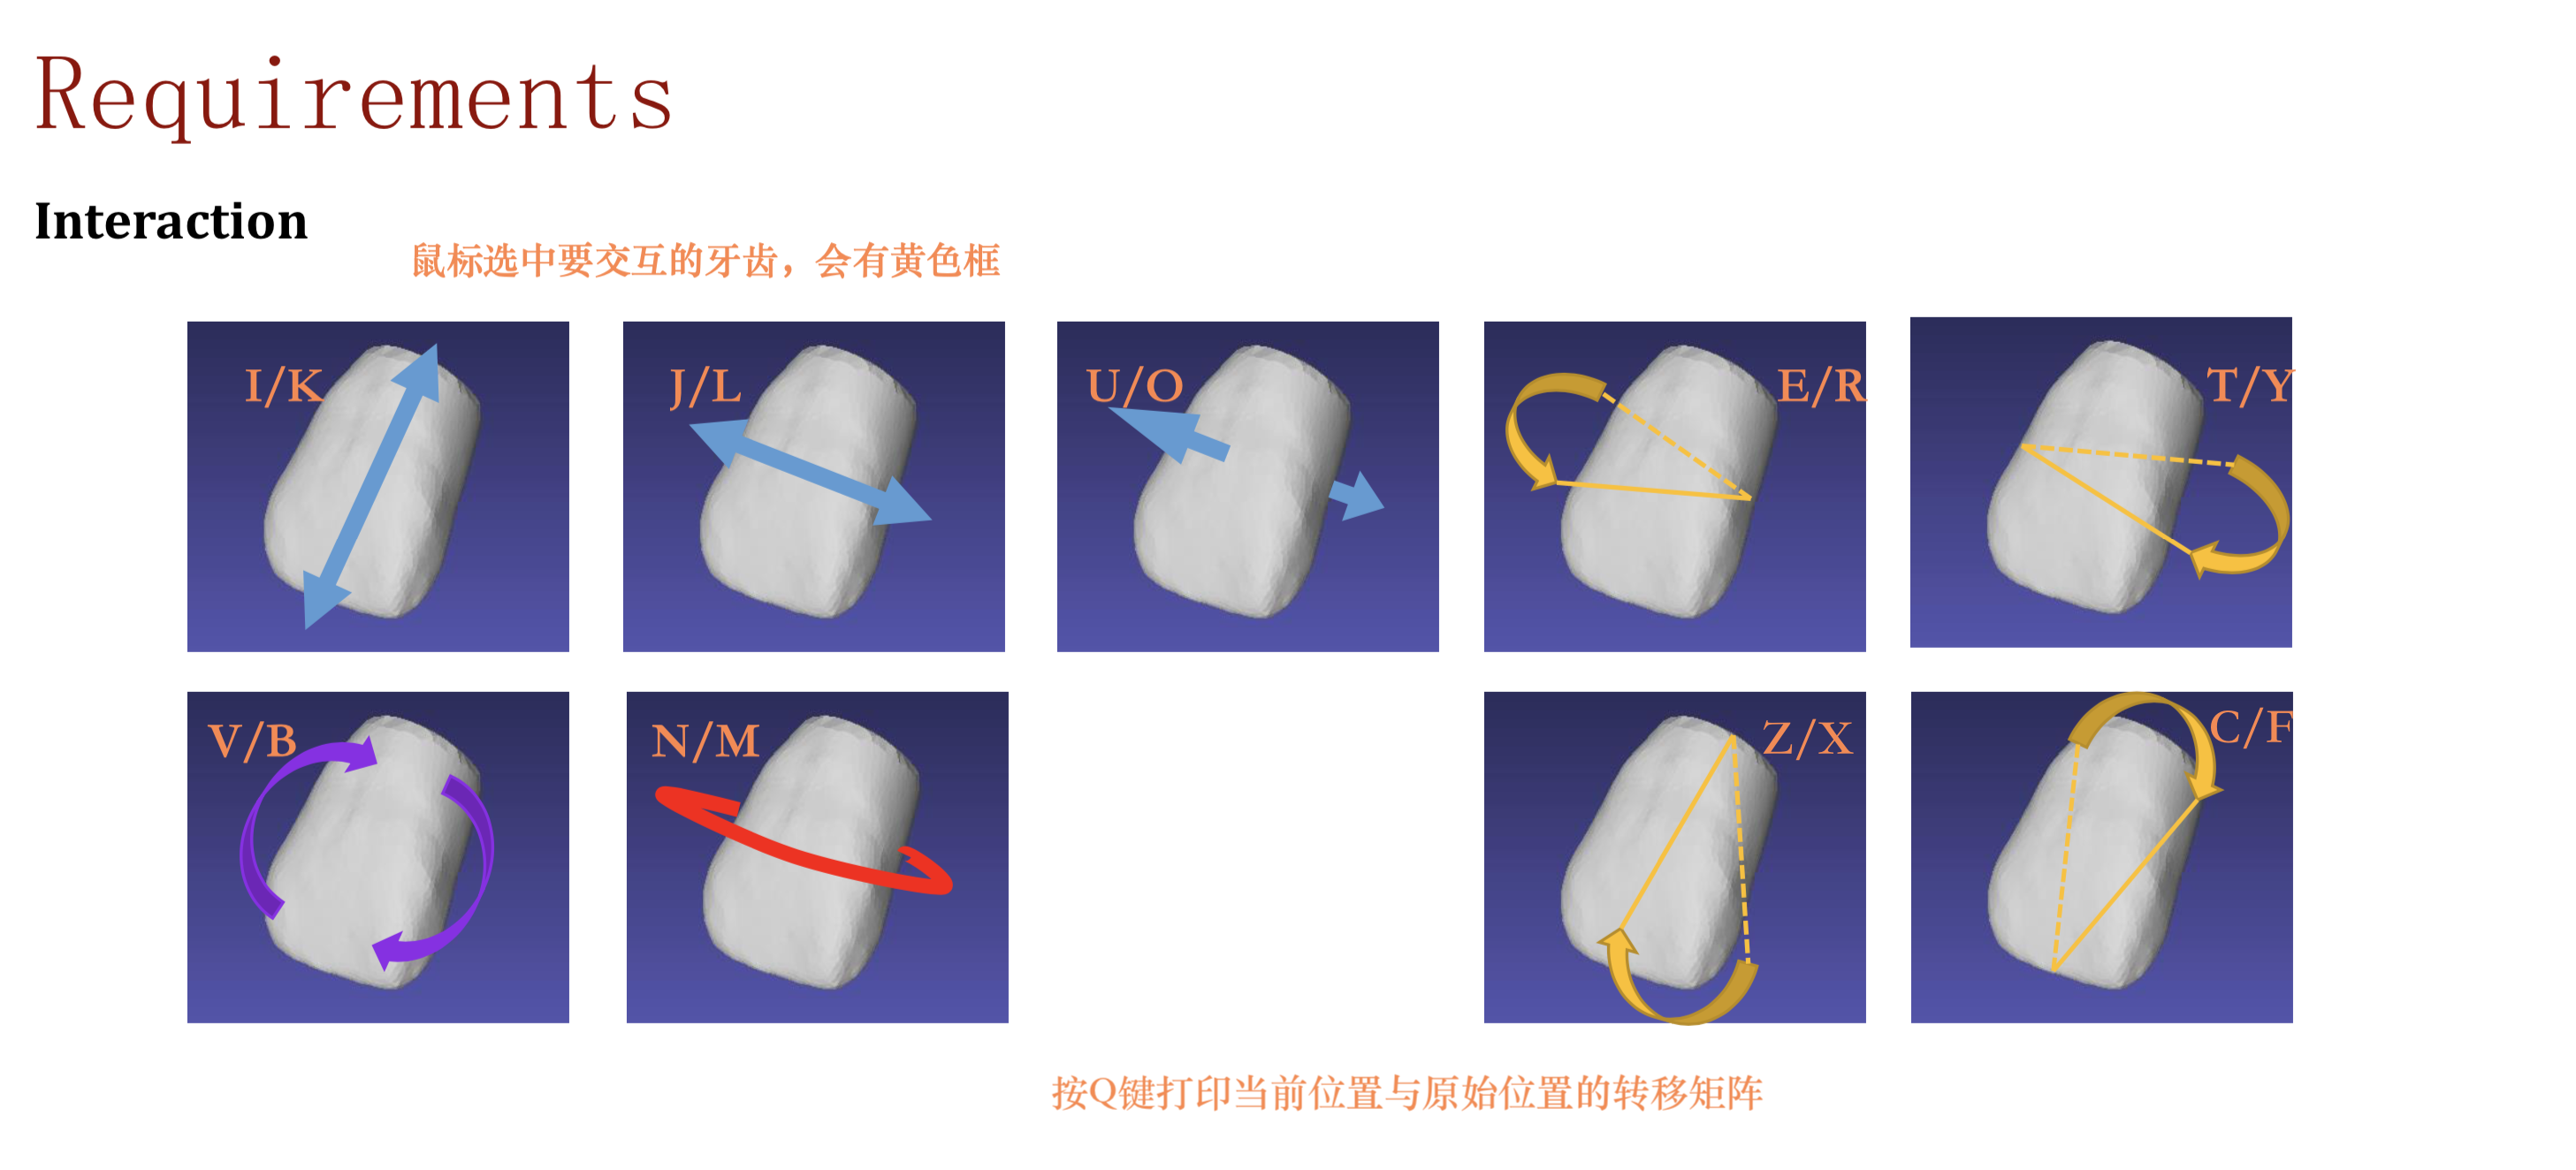 Requirements
Interaction
鼠标选中要交互的牙齿，会有黄色框
I/K
J/L
U/O
E/R
T/Y
V/B
N/M
Z/X
C/F
按Q键打印当前位置与原始位置的转移矩阵